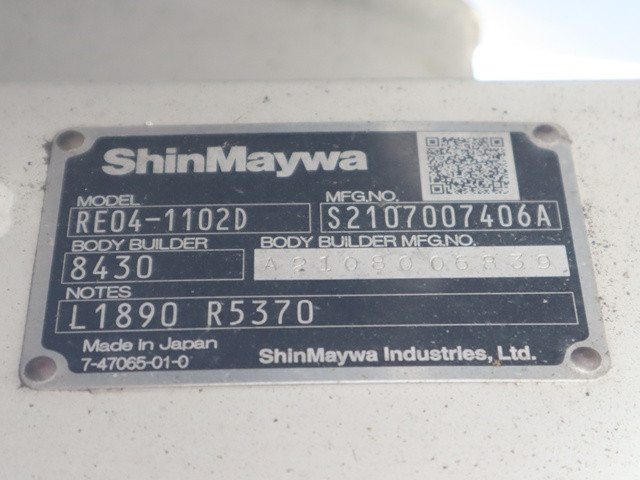 ShinMaywa
MODEL MFG.NO.
RE04-1102D S2107007406A
BODY BUILDER BODY BUILDER MFG.NO.
8430 A2108006839
NOTES
L1890 R5370
Made in Japan
7-47065-01-0 ShinMaywa Industries, Ltd.